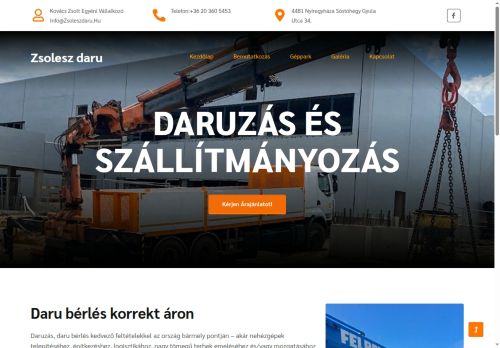 Kovács Zsolt Egyéni Vállalkozó
Info@Zsoleszdaru.Hu
Telefon:+36 20 360 5453
4481 Nyíregyháza Sóstóhegy Gyula
Utca 34.
Zsolesz daru
Kezdőlap
Bemutatkozás
Géppark
Galéria
Kapcsolat
DARUZÁS ÉS
SZÁLLÍTMÁNYOZÁS
Kérjen Árajánlatot!
Daru bérlés korrekt áron
Daruzás, daru bérlés kedvező feltételekkel az ország bármely pontján – akár nehézgépek
telepítéséhez, építkezéshez, logisztikához, nagy tömegű terhek emeléséhez és/vagy mozgatásához